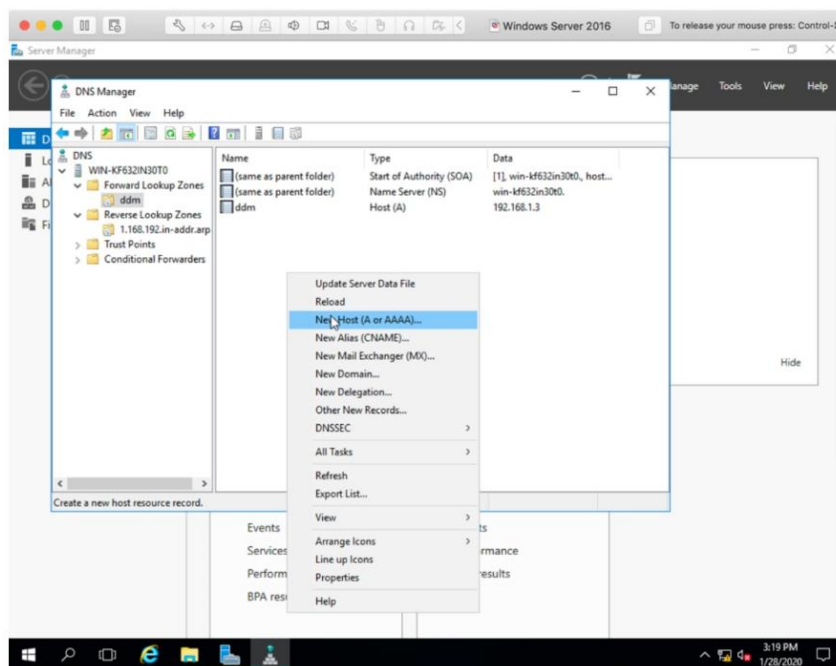 Windows Server 2016
To release your mouse press: Control-
Server Manager
Manage Tools View Help
DNS Manager
File Action View Help
DNS
WIN-KF632IN30T0
Forward Lookup Zones
ddm
Reverse Lookup Zones
1.168.192.in-addr.arp
Trust Points
Conditional Forwarders
Name Type Data
(same as parent folder) Start of Authority (SOA) [1], win-kf632in30t0., host...
(same as parent folder) Name Server (NS) win-kf632in30t0.
ddm Host (A) 192.168.1.3
Update Server Data File
Reload
New Host (A or AAAA)...
New Alias (CNAME)...
New Mail Exchanger (MX)...
New Domain...
New Delegation...
Other New Records...
DNSSEC
All Tasks
Refresh
Export List...
View
Arrange Icons
Line up Icons
Properties
Help
Hide
Create a new host resource record.
Events
Services
Perform
BPA res
ts
rmance
results
3:19 PM
1/28/2020